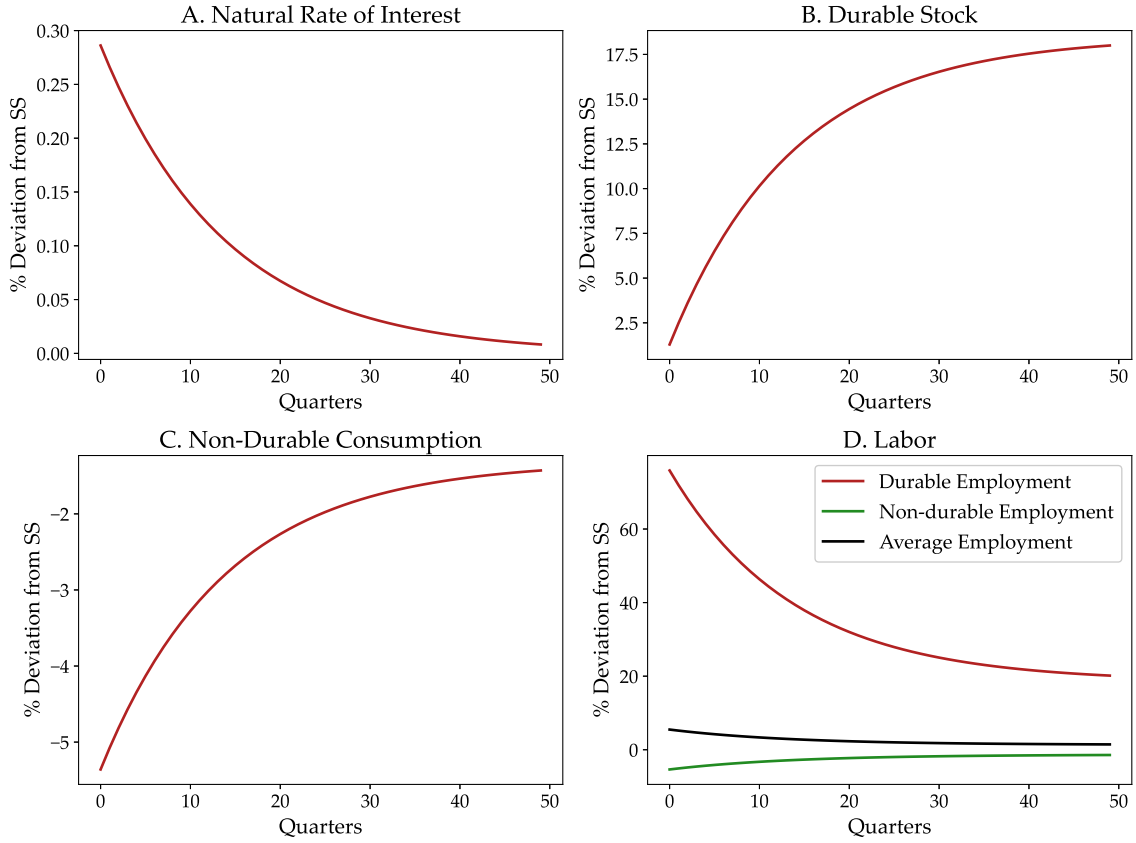 A. Natural Rate of Interest
% Deviation from SS
0.30
0.25
0.20
0.15
0.10
0.05
0.00
0 10 20 30 40 50
Quarters
B. Durable Stock
% Deviation from SS
17.5
15.0
12.5
10.0
7.5
5.0
2.5
0 10 20 30 40 50
Quarters
C. Non-Durable Consumption
% Deviation from SS
−2
−3
−4
−5
0 10 20 30 40 50
Quarters
D. Labor
% Deviation from SS
60
40
20
0
Durable Employment
Non-durable Employment
Average Employment
0 10 20 30 40 50
Quarters